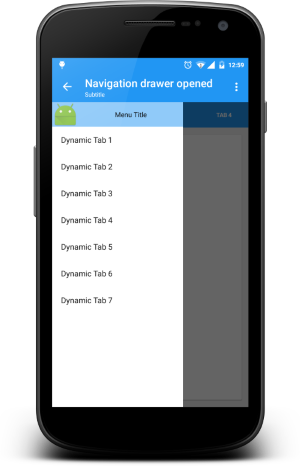 12:59
Navigation drawer opened
Subtitle
Menu Title
TAB 4
Dynamic Tab 1
Dynamic Tab 2
Dynamic Tab 3
Dynamic Tab 4
Dynamic Tab 5
Dynamic Tab 6
Dynamic Tab 7